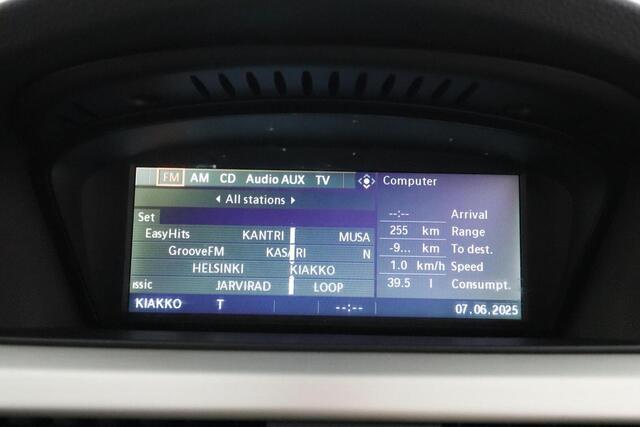 FM AM CD Audio AUX TV
All stations
Set
EasyHits KANTRI MUSA
GrooveFM KASARI N
HELSINKI KIAKKO
ssic JARVIRAD LOOP
KIAKKO T --:-- 07.06.2025
Computer
--:-- Arrival
255 km Range
-9... km To dest.
1.0 km/h Speed
39.5 l Consumpt.